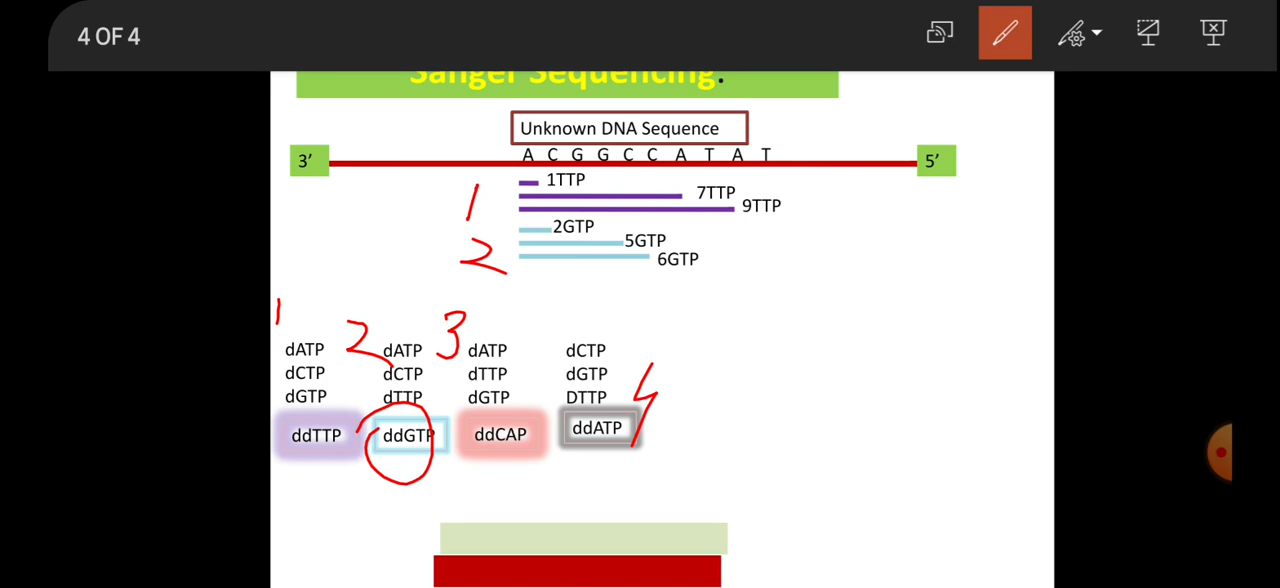 4 OF 4
Sanger Sequencing.
Unknown DNA Sequence
3’ A C G G C C A T A T 5’
1TTP
1 7TTP
9TTP
2GTP
2 5GTP
6GTP
1 2 3 4
dATP dATP dATP dCTP
dCTP dCTP dTTP dGTP
dGTP dTTP dGTP DTTP
ddTTP ddGTP ddCAP ddATP